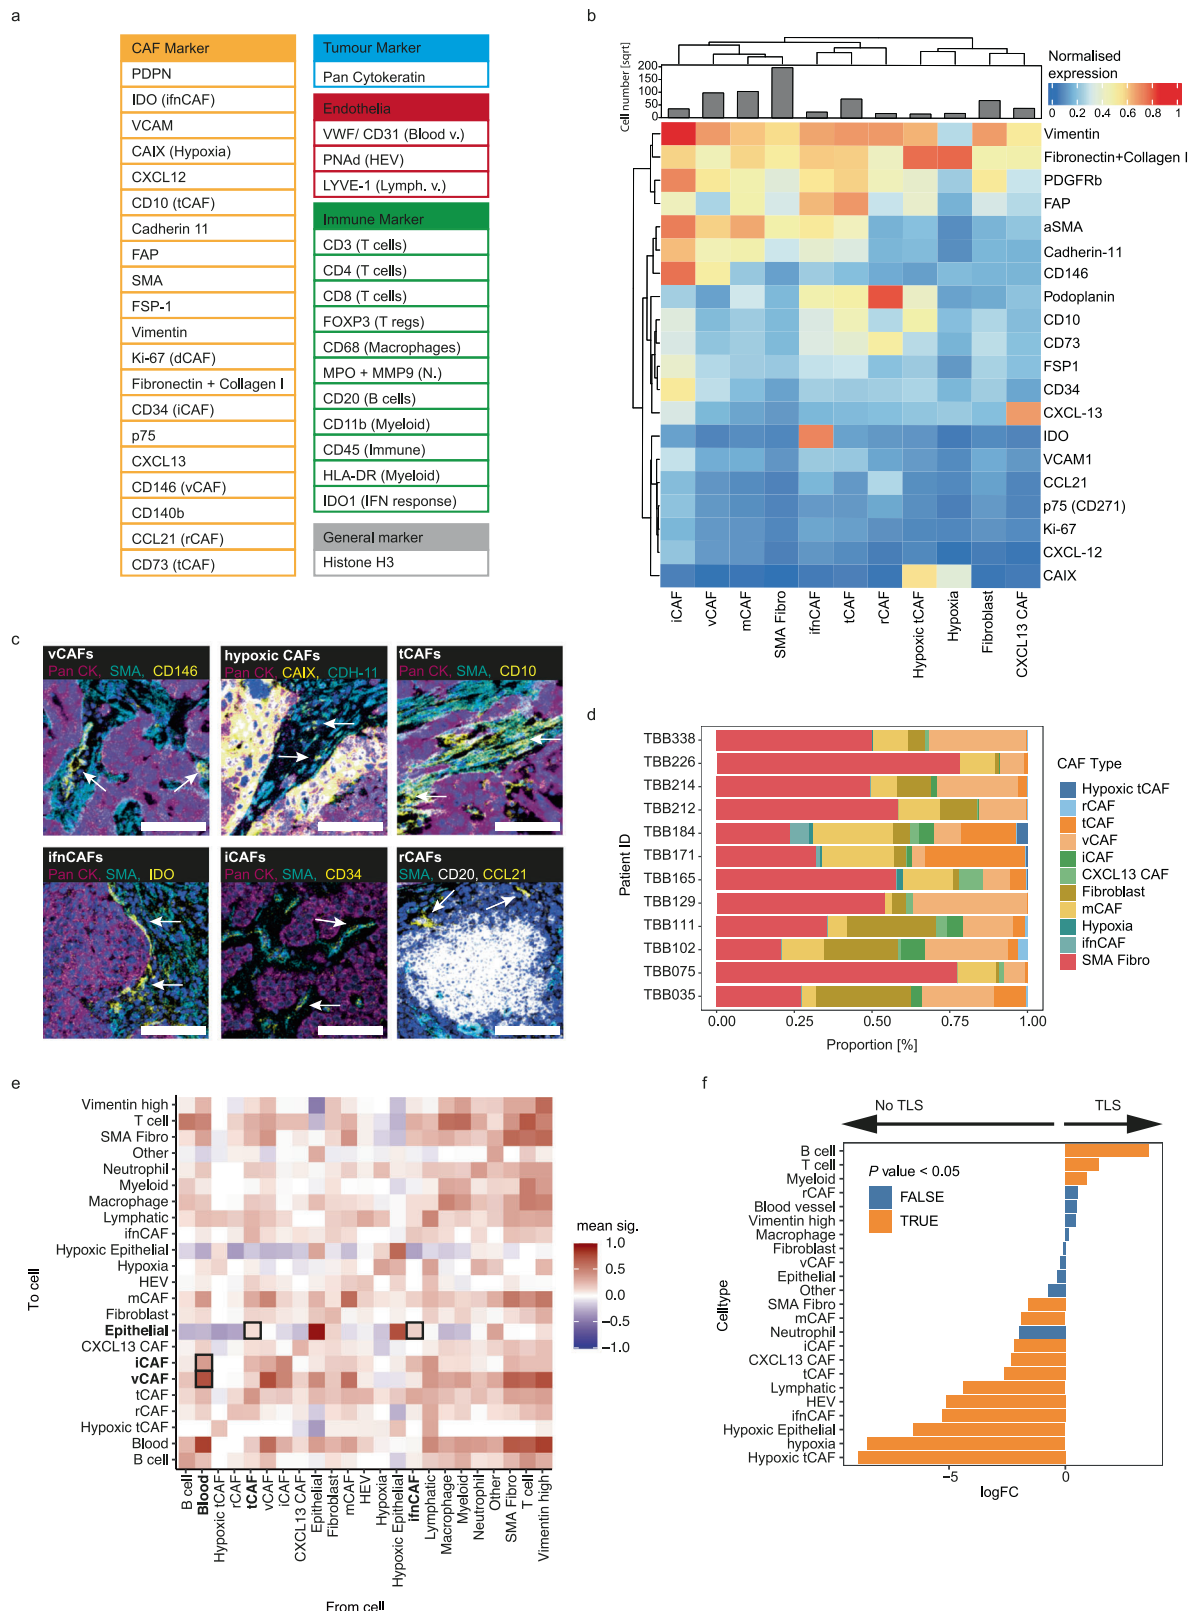 a
CAF Marker
PDPN
IDO (ifnCAF)
VCAM
CAIX (Hypoxia)
CXCL12
CD10 (tCAF)
Cadherin 11
FAP
SMA
FSP-1
Vimentin
Ki-67 (dCAF)
Fibronectin + Collagen I
CD34 (iCAF)
p75
CXCL13
CD146 (vCAF)
CD140b
CCL21 (rCAF)
CD73 (tCAF)
Tumour Marker
Pan Cytokeratin
Endothelia
VWF/ CD31 (Blood v.)
PNAd (HEV)
LYVE-1 (Lymph. v.)
Immune Marker
CD3 (T cells)
CD4 (T cells)
CD8 (T cells)
FOXP3 (T regs)
CD68 (Macrophages)
MPO + MMP9 (N.)
CD20 (B cells)
CD11b (Myeloid)
CD45 (Immune)
HLA-DR (Myeloid)
IDO1 (IFN response)
General marker
Histone H3
b
Cell number [sqrt]
200
150
100
50
0
Normalised
expression
0 0.2 0.4 0.6 0.8 1
Vimentin
Fibronectin+Collagen I
PDGFRb
FAP
aSMA
Cadherin-11
CD146
Podoplanin
CD10
CD73
FSP1
CD34
CXCL-13
IDO
VCAM1
CCL21
p75 (CD271)
Ki-67
CXCL-12
CAIX
iCAF
vCAF
mCAF
SMA Fibro
ifnCAF
tCAF
rCAF
Hypoxic tCAF
Hypoxia
Fibroblast
CXCL13 CAF
c
vCAFs
Pan CK, SMA, CD146
hypoxic CAFs
Pan CK, CAIX, CDH-11
tCAFs
Pan CK, SMA, CD10
ifnCAFs
Pan CK, SMA, IDO
iCAFs
Pan CK, SMA, CD34
rCAFs
SMA, CD20, CCL21
d
Patient ID
TBB338
TBB226
TBB214
TBB212
TBB184
TBB171
TBB165
TBB129
TBB111
TBB102
TBB075
TBB035
0.00 0.25 0.50 0.75 1.00
Proportion [%]
CAF Type
Hypoxic tCAF
rCAF
tCAF
vCAF
iCAF
CXCL13 CAF
Fibroblast
mCAF
Hypoxia
ifnCAF
SMA Fibro
e
To cell
Vimentin high
T cell
SMA Fibro
Other
Neutrophil
Myeloid
Macrophage
Lymphatic
ifnCAF
Hypoxic Epithelial
Hypoxia
HEV
mCAF
Fibroblast
Epithelial
CXCL13 CAF
iCAF
vCAF
tCAF
rCAF
Hypoxic tCAF
Blood
B cell
B cell
Blood
Hypoxic tCAF
rCAF
tCAF
vCAF
iCAF
CXCL13 CAF
Epithelial
Fibroblast
mCAF
HEV
Hypoxia
Hypoxic Epithelial
ifnCAF
Lymphatic
Macrophage
Myeloid
Neutrophil
Other
SMA Fibro
T cell
Vimentin high
From cell
mean sig.
1.0
0.5
0
−0.5
−1.0
f
No TLS
TLS
P value < 0.05
FALSE
TRUE
Celltype
B cell
T cell
Myeloid
rCAF
Blood vessel
Vimentin high
Macrophage
Fibroblast
vCAF
Epithelial
Other
SMA Fibro
mCAF
Neutrophil
iCAF
CXCL13 CAF
tCAF
Lymphatic
HEV
ifnCAF
Hypoxic Epithelial
hypoxia
Hypoxic tCAF
−5 0
logFC